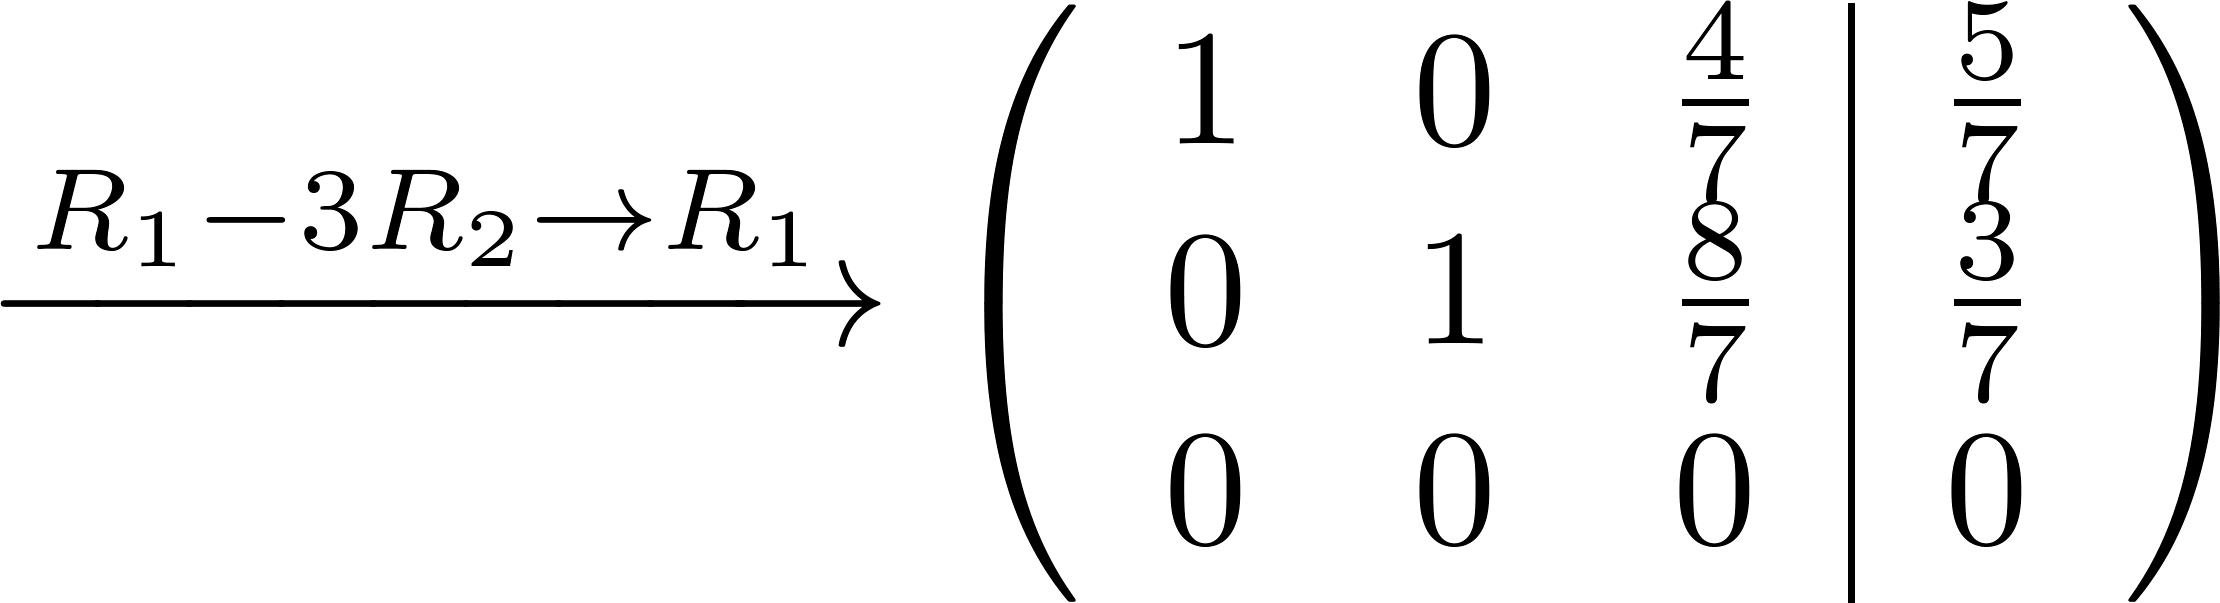 R₁−3R₂→R₁
1 0 4/7 | 5/7
0 1 8/7 | 3/7
0 0 0 | 0